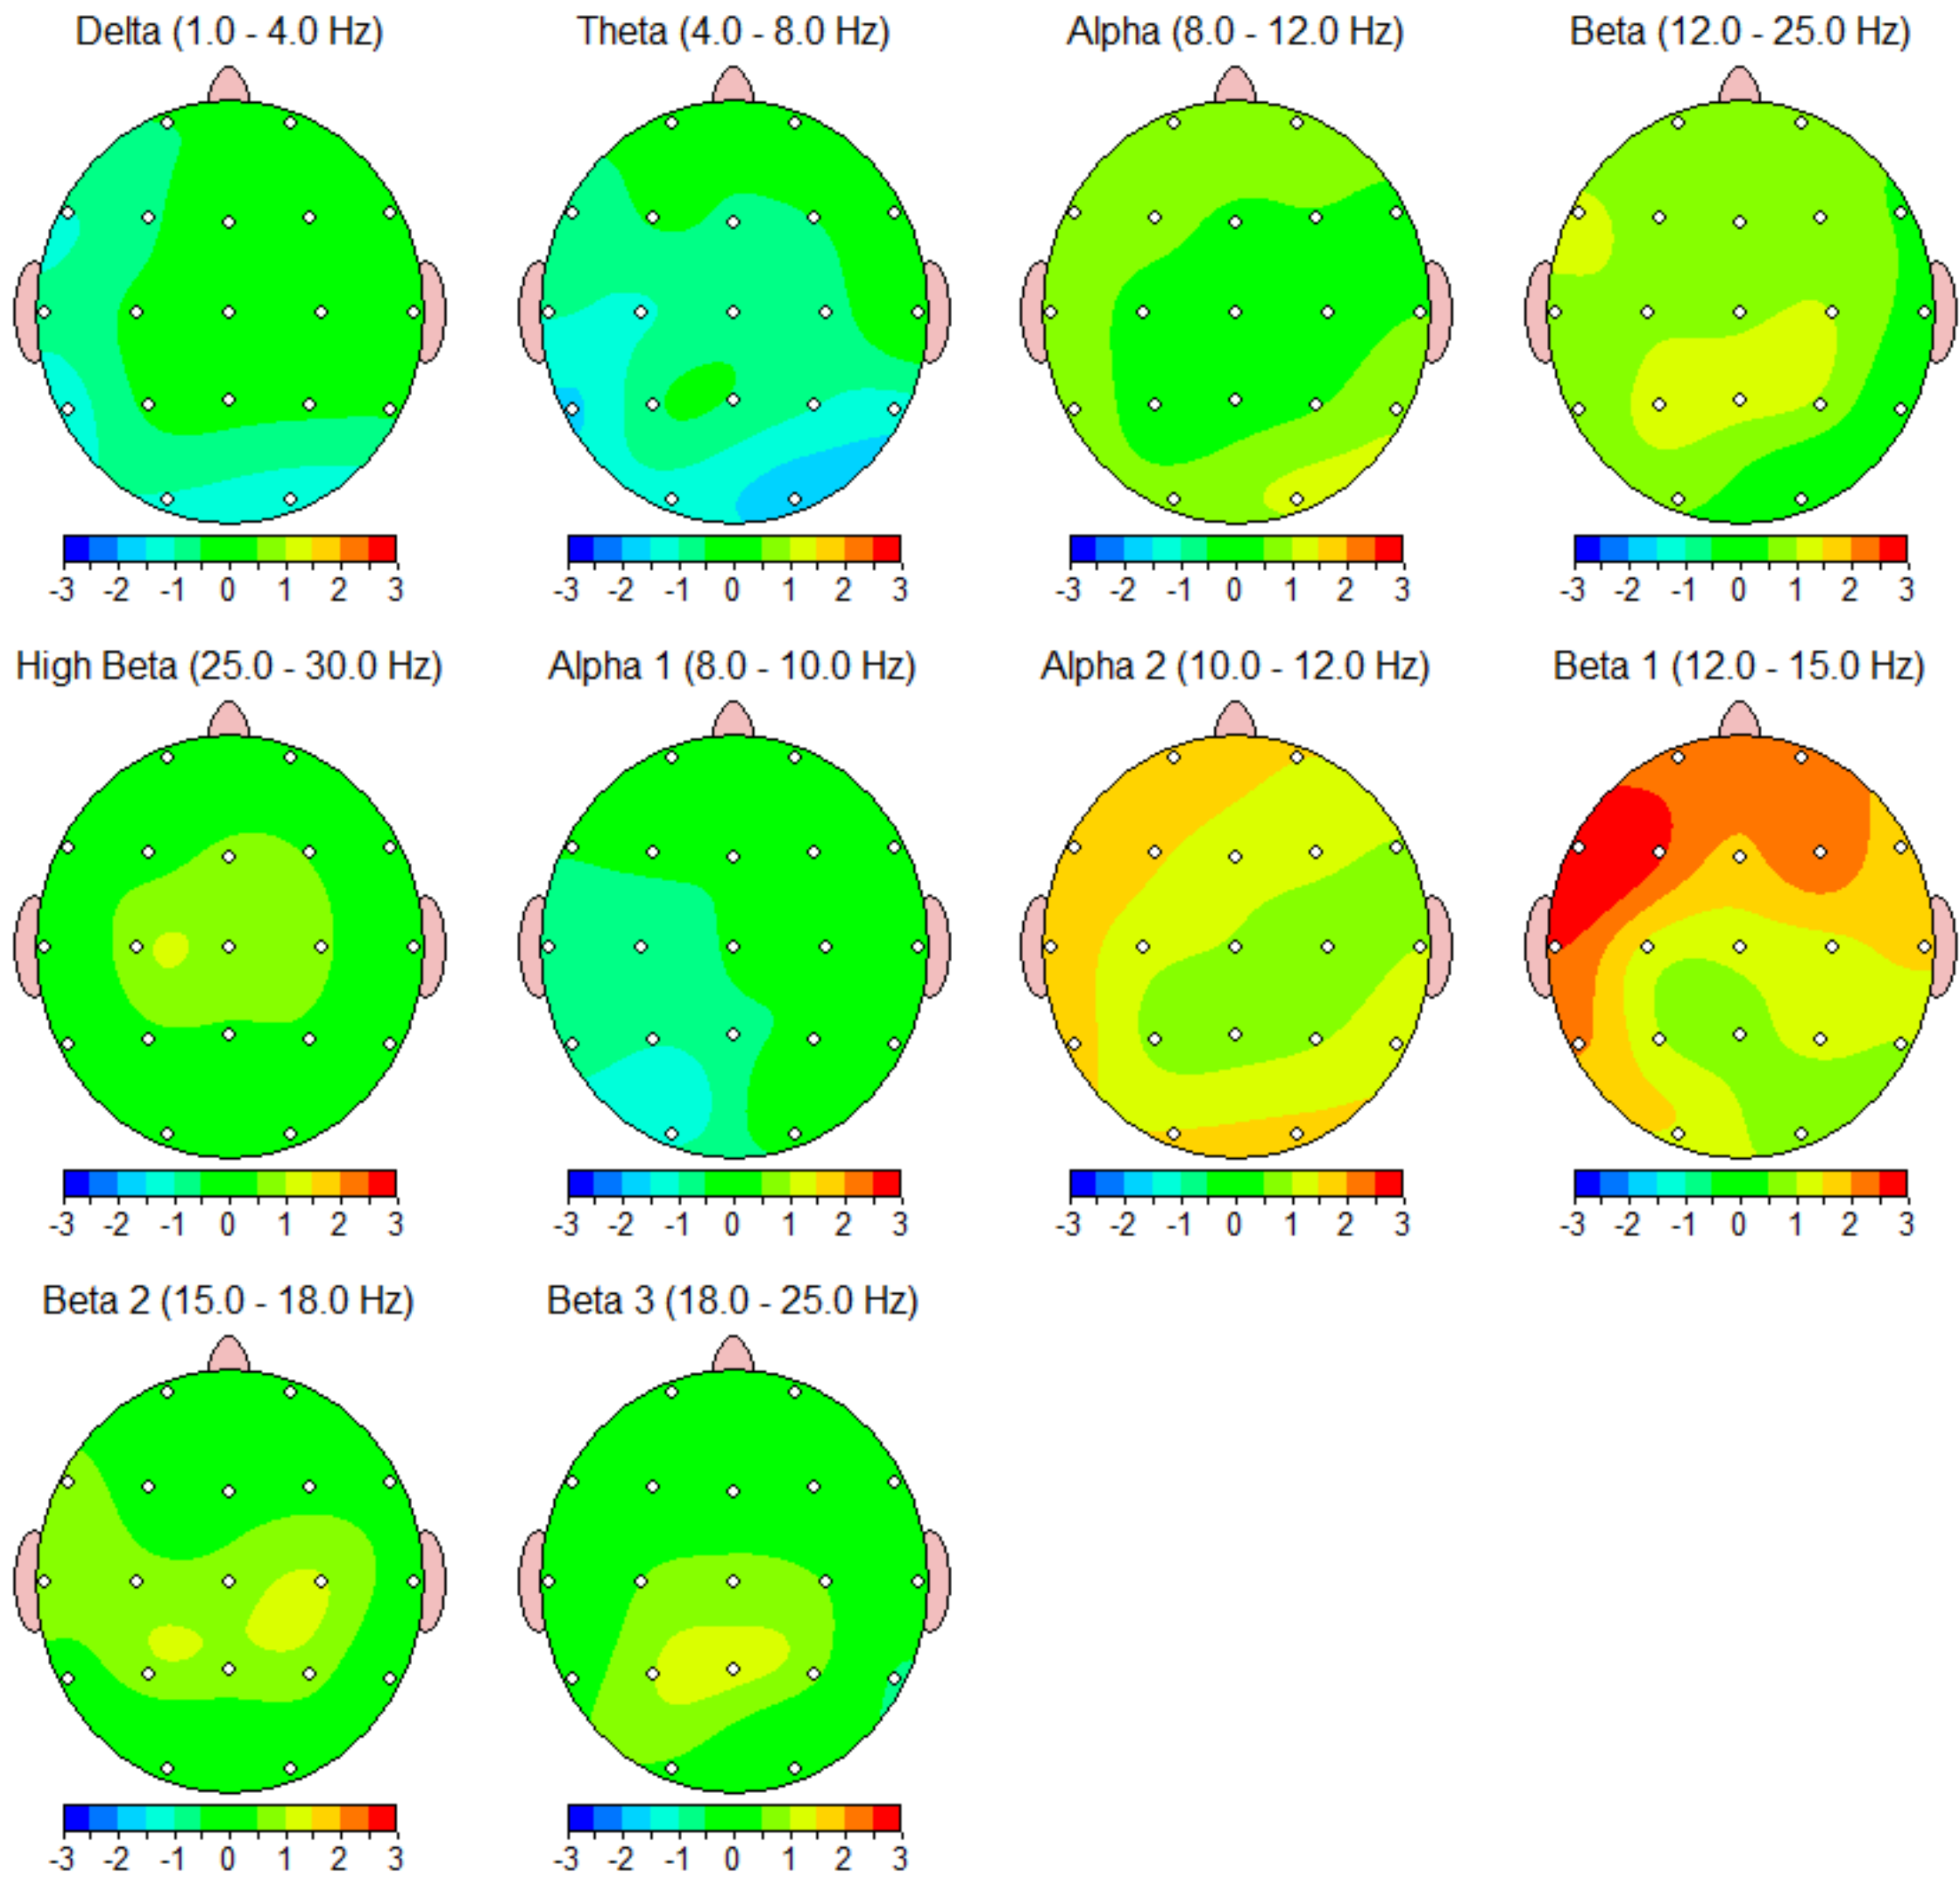 Delta (1.0 - 4.0 Hz)
Theta (4.0 - 8.0 Hz)
Alpha (8.0 - 12.0 Hz)
Beta (12.0 - 25.0 Hz)
-3 -2 -1 0 1 2 3
-3 -2 -1 0 1 2 3
-3 -2 -1 0 1 2 3
-3 -2 -1 0 1 2 3
High Beta (25.0 - 30.0 Hz)
Alpha 1 (8.0 - 10.0 Hz)
Alpha 2 (10.0 - 12.0 Hz)
Beta 1 (12.0 - 15.0 Hz)
-3 -2 -1 0 1 2 3
-3 -2 -1 0 1 2 3
-3 -2 -1 0 1 2 3
-3 -2 -1 0 1 2 3
Beta 2 (15.0 - 18.0 Hz)
Beta 3 (18.0 - 25.0 Hz)
-3 -2 -1 0 1 2 3
-3 -2 -1 0 1 2 3